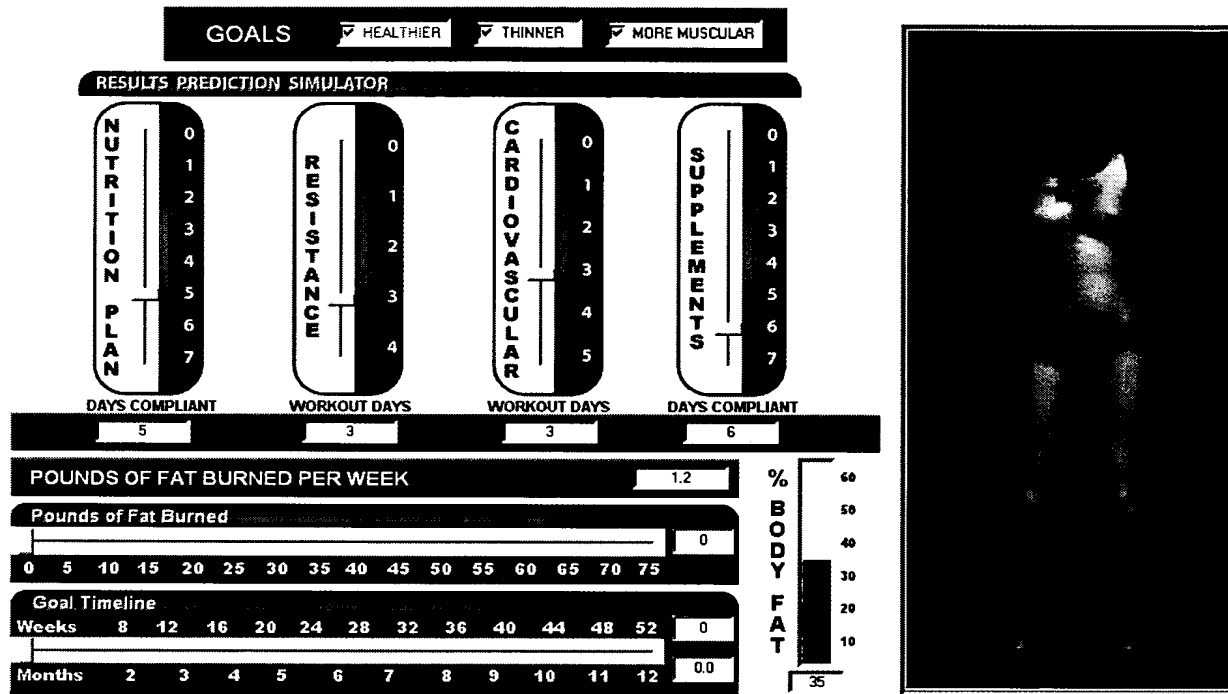 GOALS HEALTHIER THINNER MORE MUSCULAR
RESULTS PREDICTION SIMULATOR
NUTRITION PLAN
0
1
2
3
4
5
6
7
RESISTANCE
0
1
2
3
4
CARDIOVASCULAR
0
1
2
3
4
5
SUPPLEMENTS
0
1
2
3
4
5
6
7
DAYS COMPLIANT WORKOUT DAYS WORKOUT DAYS DAYS COMPLIANT
5 3 3 6
POUNDS OF FAT BURNED PER WEEK 1.2
Pounds of Fat Burned
0
0 5 10 15 20 25 30 35 40 45 50 55 60 65 70 75
Goal Timeline
Weeks 8 12 16 20 24 28 32 36 40 44 48 52 0
Months 2 3 4 5 6 7 8 9 10 11 12 0.0
% BODY FAT
60
50
40
30
20
10
35